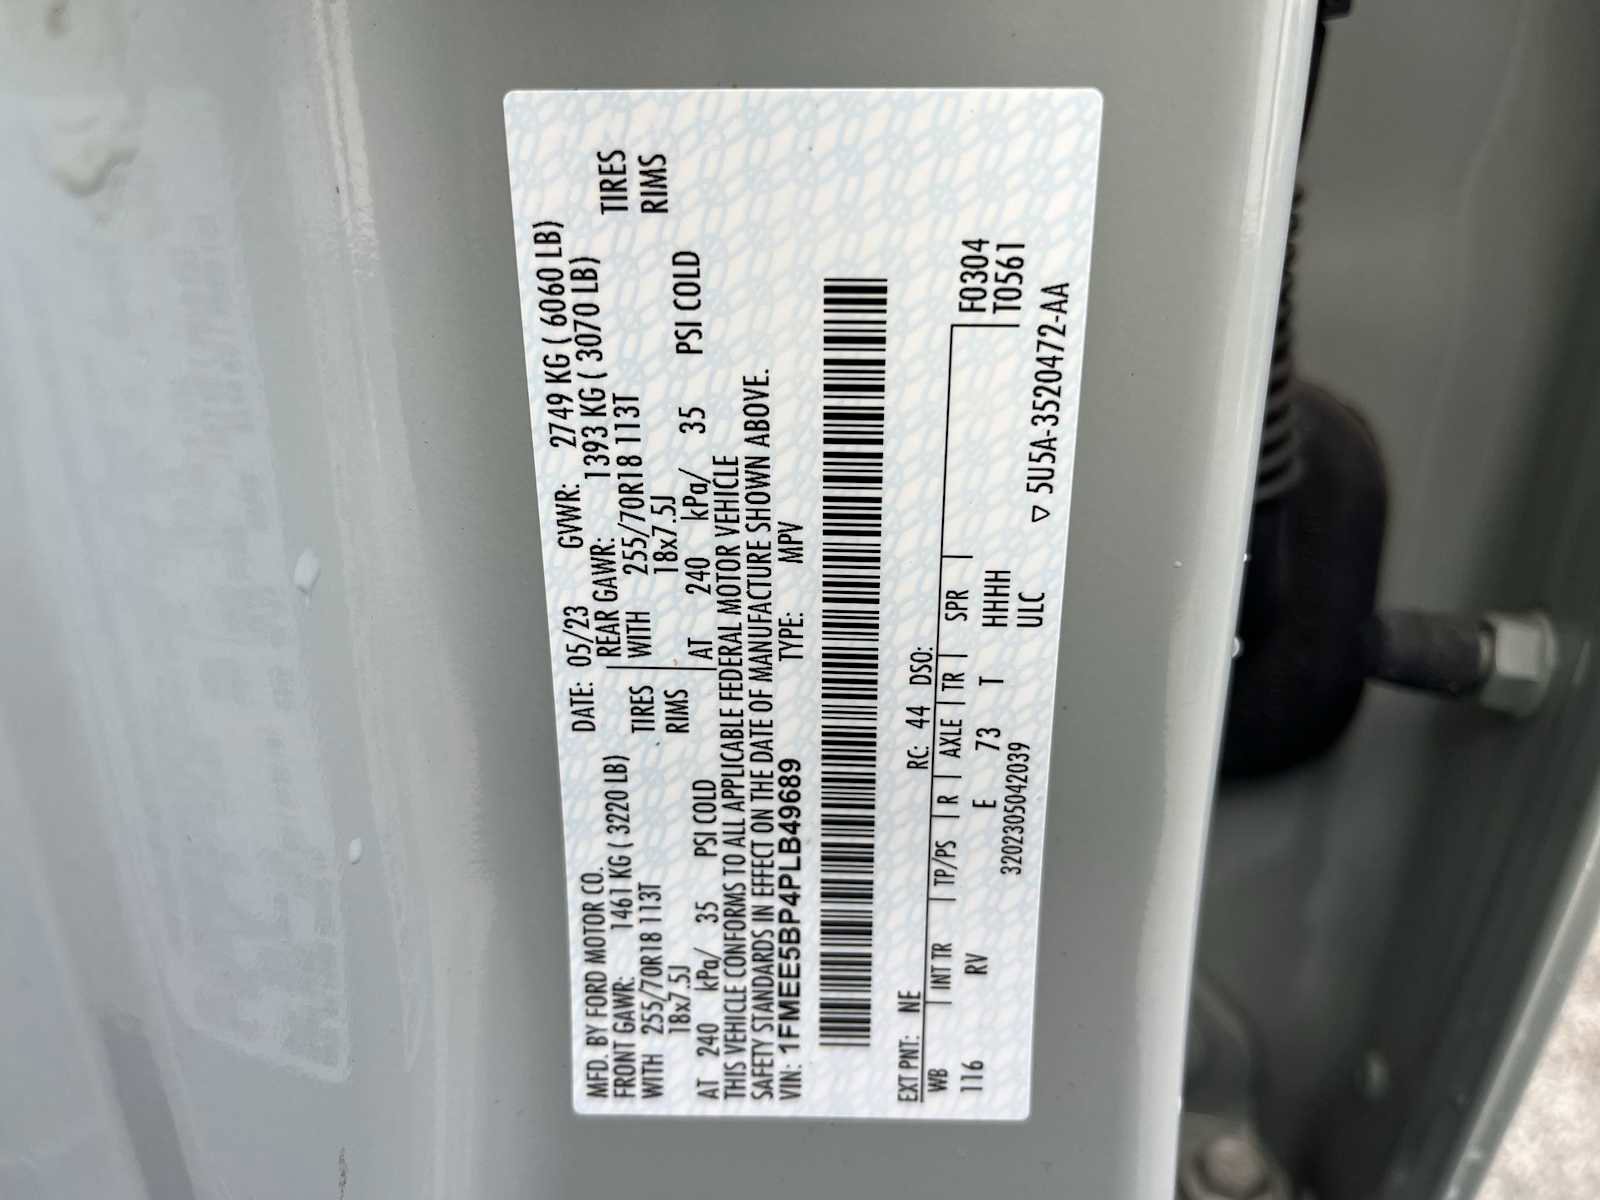 MFD. BY FORD MOTOR CO. DATE: 05/23 GVWR: 2749 KG ( 6060 LB)
FRONT GAWR: 1461 KG ( 3220 LB) REAR GAWR: 1393 KG ( 3070 LB)
WITH 255/70R18 113T TIRES WITH 255/70R18 113T TIRES
18x7.5J RIMS 18x7.5J RIMS
AT 240 kPa/ 35 PSI COLD AT 240 kPa/ 35 PSI COLD
THIS VEHICLE CONFORMS TO ALL APPLICABLE FEDERAL MOTOR VEHICLE
SAFETY STANDARDS IN EFFECT ON THE DATE OF MANUFACTURE SHOWN ABOVE.
VIN: 1FMEE5BP4PLB49689 TYPE: MPV
EXT PNT: NE RC: 44 DSO:
WB INT TR TP/PS R AXLE TR SPR F0304
116 RV E 73 T HHHH T0561
3202305042039 ULC
▽ 5U5A-3520472-AA